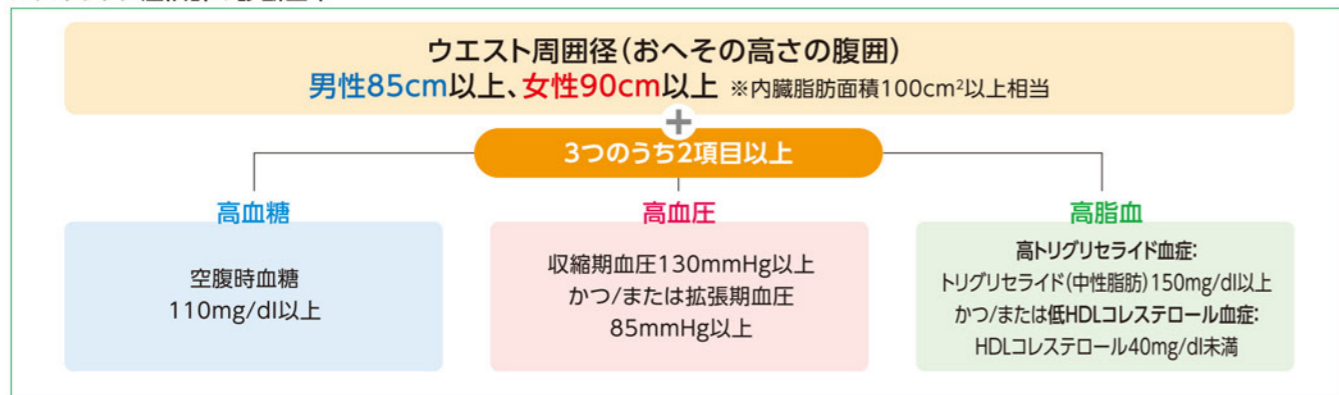 ウエスト周囲径(おへその高さの腹囲)
男性85cm以上、女性90cm以上 ※内臓脂肪面積100cm²以上相当
+
3つのうち2項目以上
高血糖
空腹時血糖
110mg/dl以上
高血圧
収縮期血圧130mmHg以上
かつ/または拡張期血圧
85mmHg以上
高脂血
高トリグリセライド血症:
トリグリセライド(中性脂肪)150mg/dl以上
かつ/または低HDLコレステロール血症:
HDLコレステロール40mg/dl未満